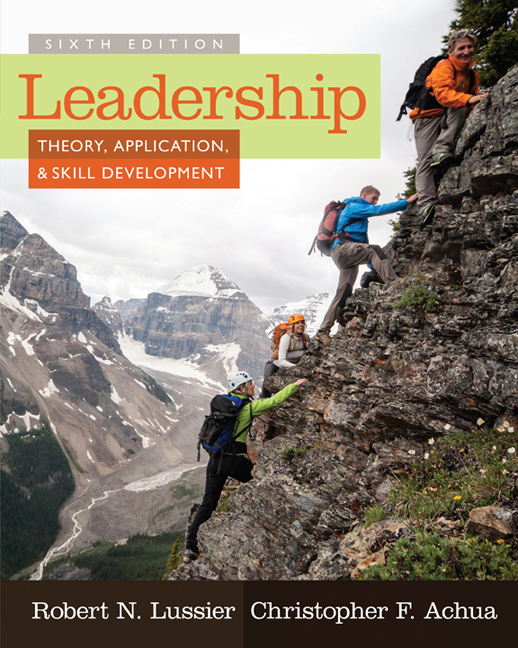 SIXTH EDITION
Leadership
THEORY, APPLICATION,
& SKILL DEVELOPMENT
Robert N. Lussier Christopher F. Achua